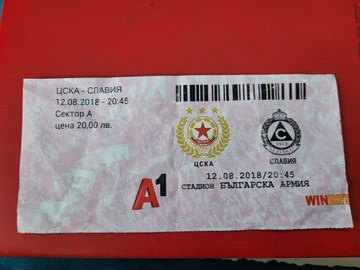 ЦСКА - СЛАВИЯ
12.08.2018 - 20:45
Сектор А
цена 20,00 лв.
ЦСКА
СЛАВИЯ
12.08.2018/20:45
СТАДИОН БЪЛГАРСКА АРМИЯ
A1
WINBET